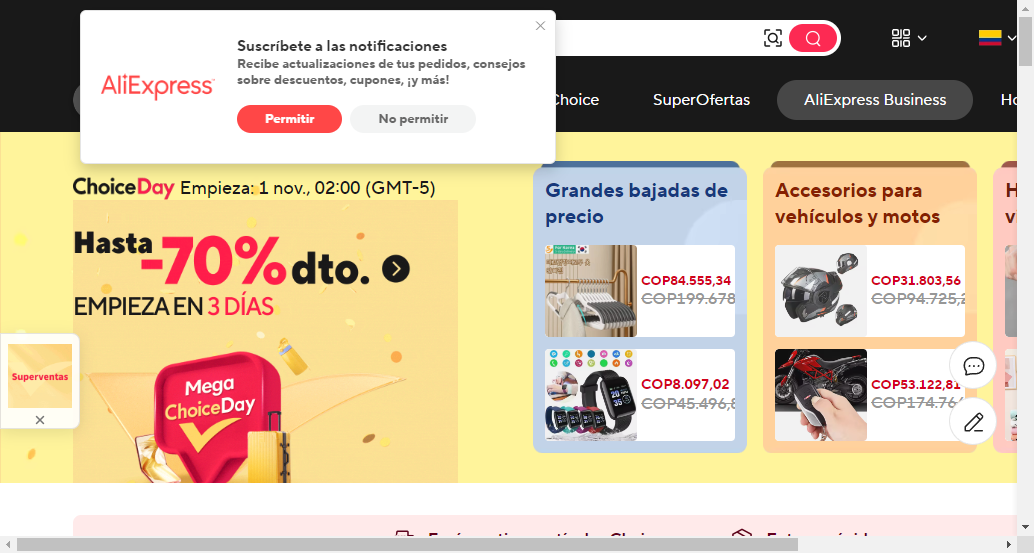 AliExpress
Suscríbete a las notificaciones
Recibe actualizaciones de tus pedidos, consejos
sobre descuentos, cupones, ¡y más!
Permitir
No permitir
Choice
SuperOfertas
AliExpress Business
ChoiceDay Empieza: 1 nov., 02:00 (GMT-5)
Hasta
-70% dto.
EMPIEZA EN 3 DÍAS
Mega
ChoiceDay
Superventas
Grandes bajadas de
precio
COP84.555,34
COP199.678
COP8.097,02
COP45.496,8
Accesorios para
vehículos y motos
COP31.803,56
COP94.725,2
COP53.122,81
COP174.764